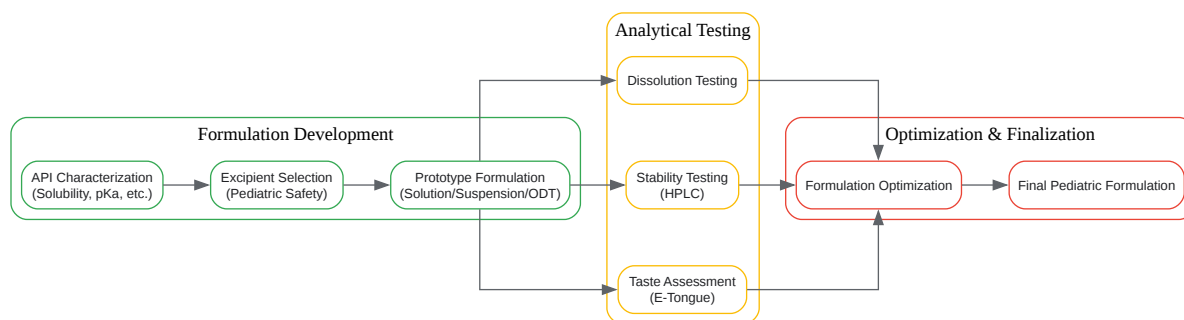 Formulation Development
API Characterization
(Solubility, pKa, etc.)
Excipient Selection
(Pediatric Safety)
Prototype Formulation
(Solution/Suspension/ODT)
Analytical Testing
Dissolution Testing
Stability Testing
(HPLC)
Taste Assessment
(E-Tongue)
Optimization & Finalization
Formulation Optimization
Final Pediatric Formulation